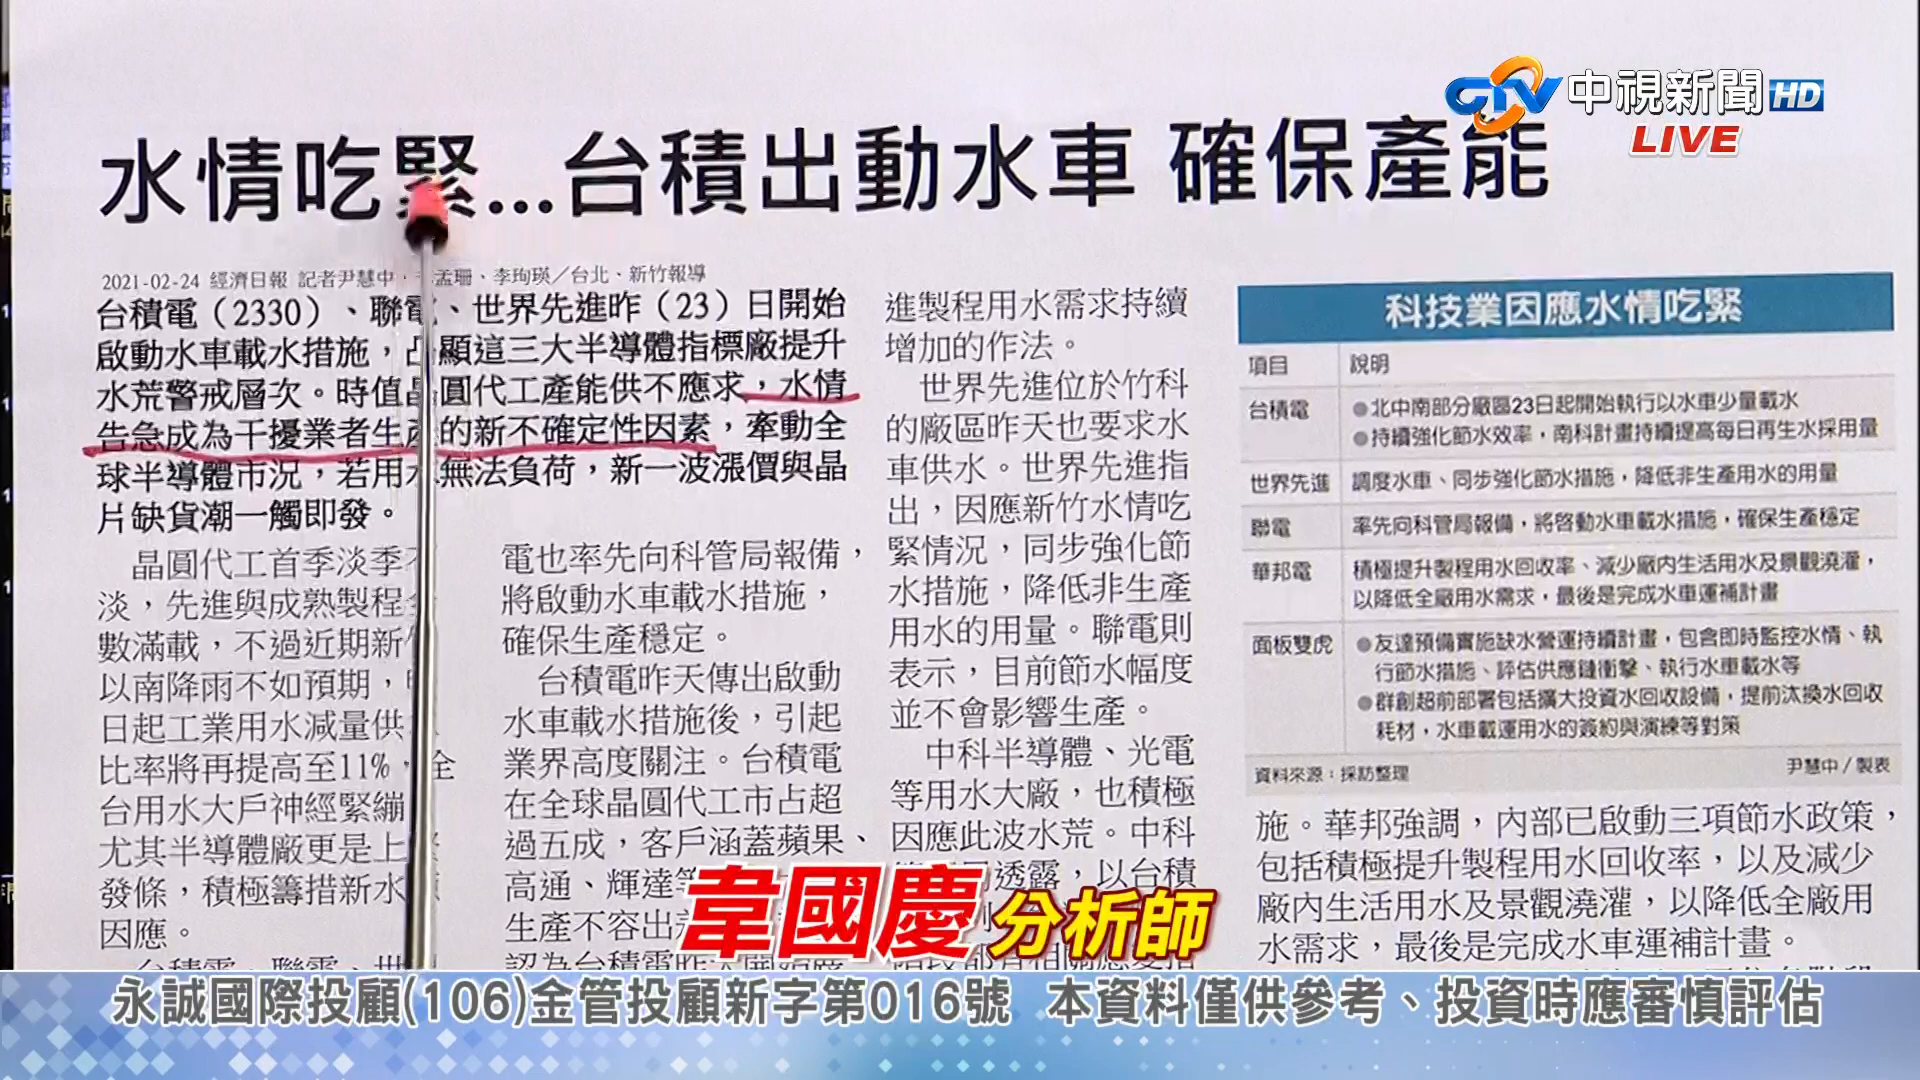 CTV 中視新聞 HD
LIVE
水情吃緊...台積出動水車 確保產能
2021-02-24 經濟日報 記者尹慧中、 孟珊、李珣瑛／台北、新竹報導
台積電（2330）、聯電、世界先進昨（23）日開始
啟動水車載水措施，凸顯這三大半導體指標廠提升
水荒警戒層次。時值晶圓代工產能供不應求，水情
告急成為干擾業者生產的新不確定性因素，牽動全
球半導體市況，若用水無法負荷，新一波漲價與晶
片缺貨潮一觸即發。
晶圓代工首季淡季不
淡，先進與成熟製程全
數滿載，不過近期新竹
以南降雨不如預期，
日起工業用水減量供
比率將再提高至11%，全
台用水大戶神經緊繃
尤其半導體廠更是上緊
發條，積極籌措新水源
因應。
台積電、聯電、世
電也率先向科管局報備，
將啟動水車載水措施，
確保生產穩定。
台積電昨天傳出啟動
水車載水措施後，引起
業界高度關注。台積電
在全球晶圓代工市占超
過五成，客戶涵蓋蘋果、
高通、輝達等
生產不容出差
認為台積電昨天開始啟
進製程用水需求持續
增加的作法。
世界先進位於竹科
的廠區昨天也要求水
車供水。世界先進指
出，因應新竹水情吃
緊情況，同步強化節
水措施，降低非生產
用水的用量。聯電則
表示，目前節水幅度
並不會影響生產。
中科半導體、光電
等用水大廠，也積極
因應此波水荒。中科
透露，以台積
科技業因應水情吃緊
項目 說明
台積電 ●北中南部分廠區23日起開始執行以水車少量載水
●持續強化節水效率，南科計畫持續提高每日再生水採用量
世界先進 調度水車、同步強化節水措施，降低非生產用水的用量
聯電 率先向科管局報備，將啓動水車載水措施，確保生產穩定
華邦電 積極提升製程用水回收率、減少廠內生活用水及景觀澆灌，
以降低全廠用水需求，最後是完成水車運補計畫
面板雙虎 ●友達預備實施缺水營運持續計畫，包含即時監控水情、執
行節水措施、評估供應鏈衝擊、執行水車載水等
●群創超前部署包括擴大投資水回收設備，提前汰換水回收
耗材，水車載運用水的簽約與演練等對策
資料來源：採訪整理 尹慧中／製表
施。華邦強調，內部已啟動三項節水政策，
包括積極提升製程用水回收率，以及減少
廠內生活用水及景觀澆灌，以降低全廠用
水需求，最後是完成水車運補計畫。
韋國慶 分析師
永誠國際投顧(106)金管投顧新字第016號 本資料僅供參考、投資時應審慎評估